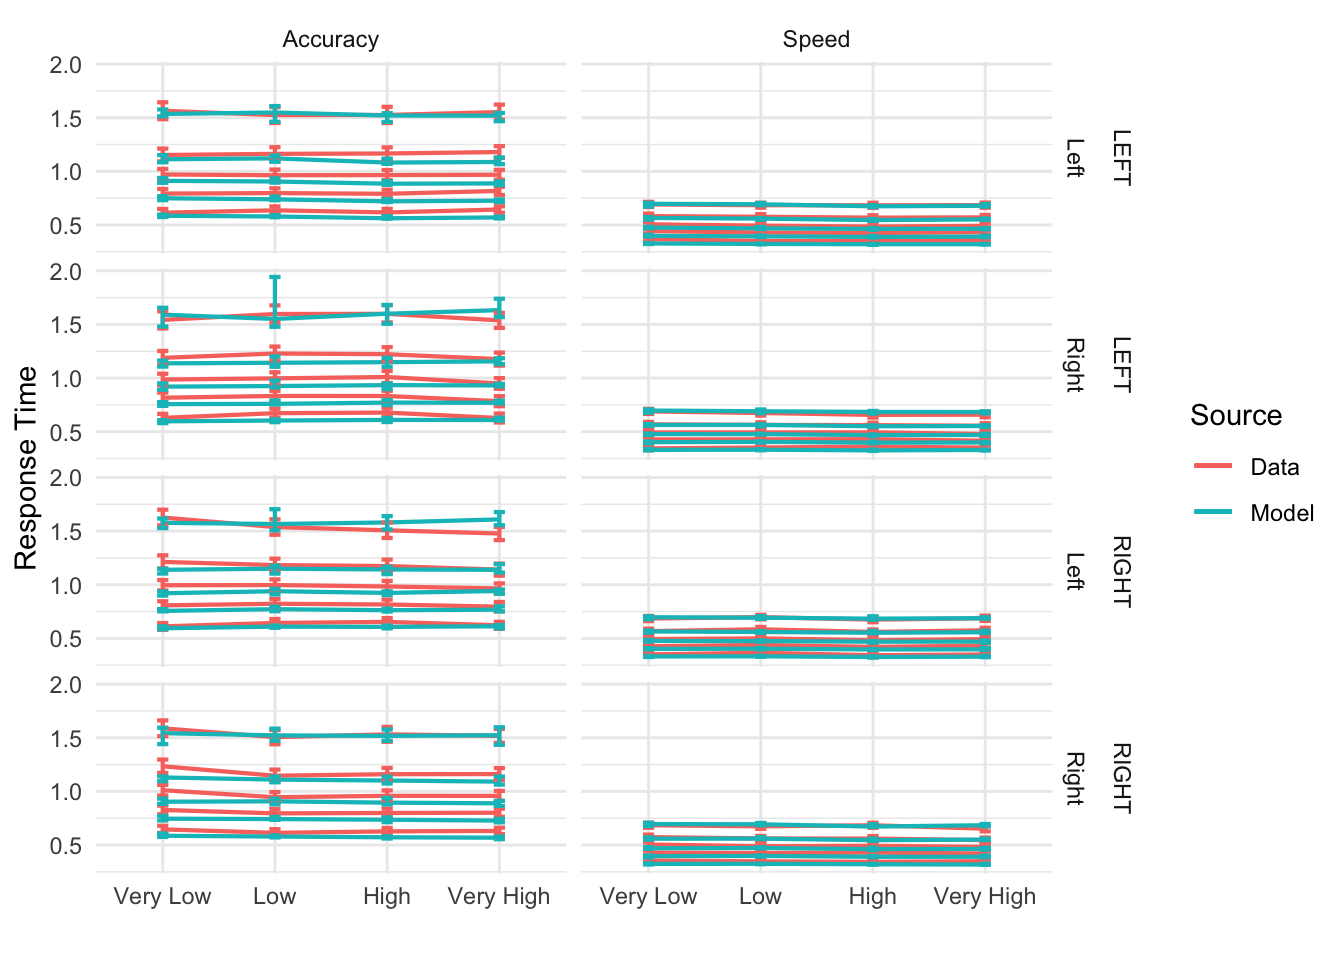 Accuracy
Speed
2.0
1.5
1.0
0.5
Left
LEFT
2.0
1.5
1.0
0.5
Right
LEFT
2.0
1.5
1.0
0.5
Left
RIGHT
2.0
1.5
1.0
0.5
Right
RIGHT
Response Time
Very Low Low High Very High
Very Low Low High Very High
Source
Data
Model